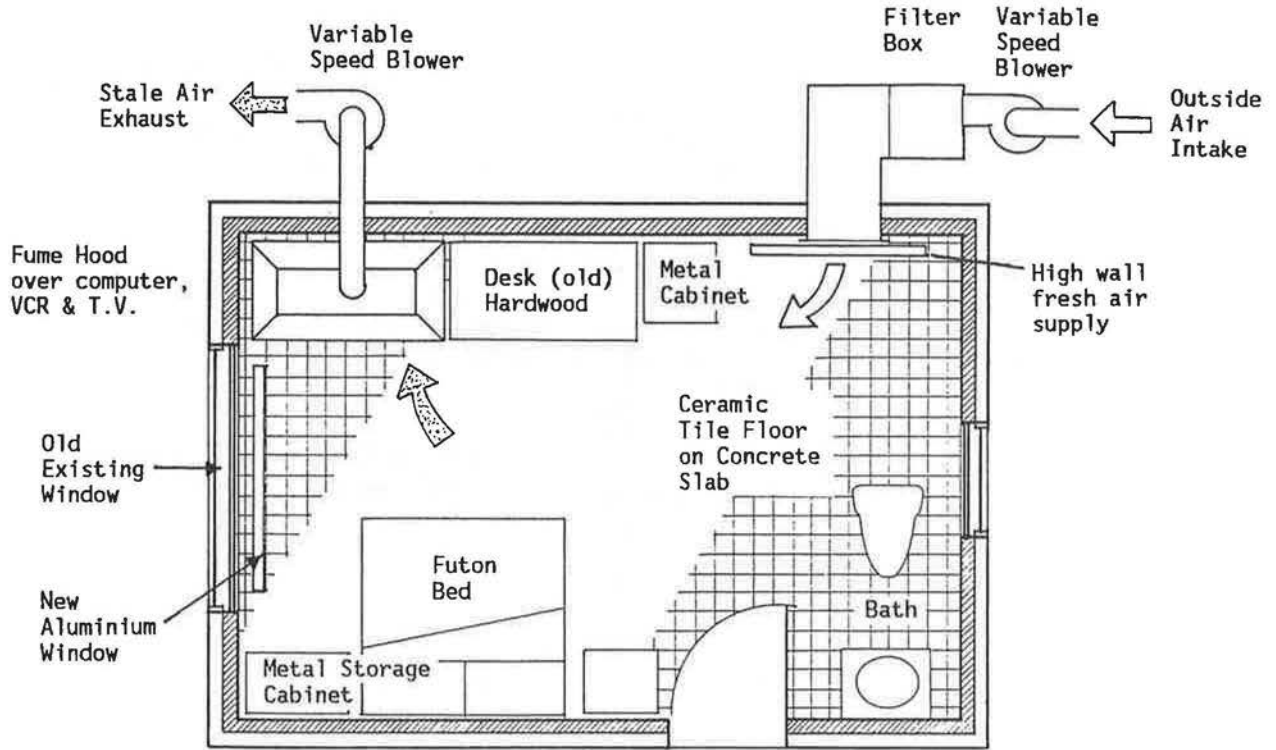 Variable
Speed Blower
Filter
Box
Variable
Speed
Blower
Stale Air
Exhaust
Outside
Air
Intake
Fume Hood
over computer,
VCR & T.V.
Desk (old)
Hardwood
Metal
Cabinet
High wall
fresh air
supply
Ceramic
Tile Floor
on Concrete
Slab
Old
Existing
Window
Futon
Bed
New
Aluminium
Window
Bath
Metal Storage
Cabinet